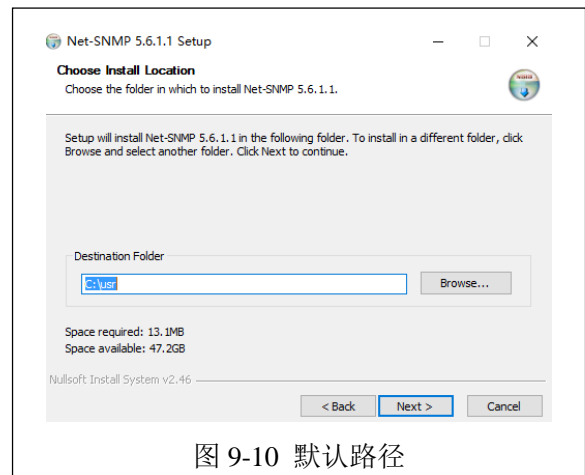 Net-SNMP 5.6.1.1 Setup
Choose Install Location
Choose the folder in which to install Net-SNMP 5.6.1.1.
Setup will install Net-SNMP 5.6.1.1 in the following folder. To install in a different folder, click
Browse and select another folder. Click Next to continue.
Destination Folder
C:\usr
Browse...
Space required: 13.1MB
Space available: 47.2GB
Nullsoft Install System v2.46
< Back
Next >
Cancel
图 9-10 默认路径